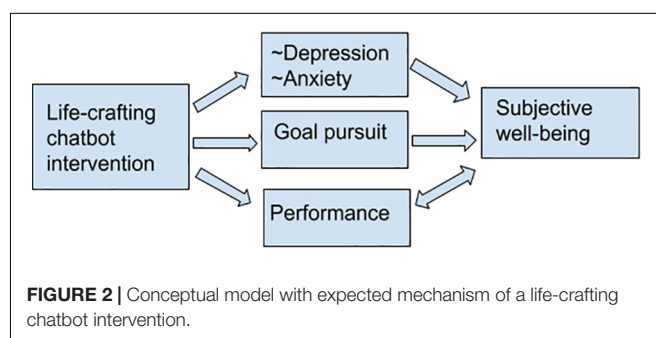 ~Depression
~Anxiety
Life-crafting
chatbot
intervention
Goal pursuit
Subjective
well-being
Performance
FIGURE 2 | Conceptual model with expected mechanism of a life-crafting
chatbot intervention.